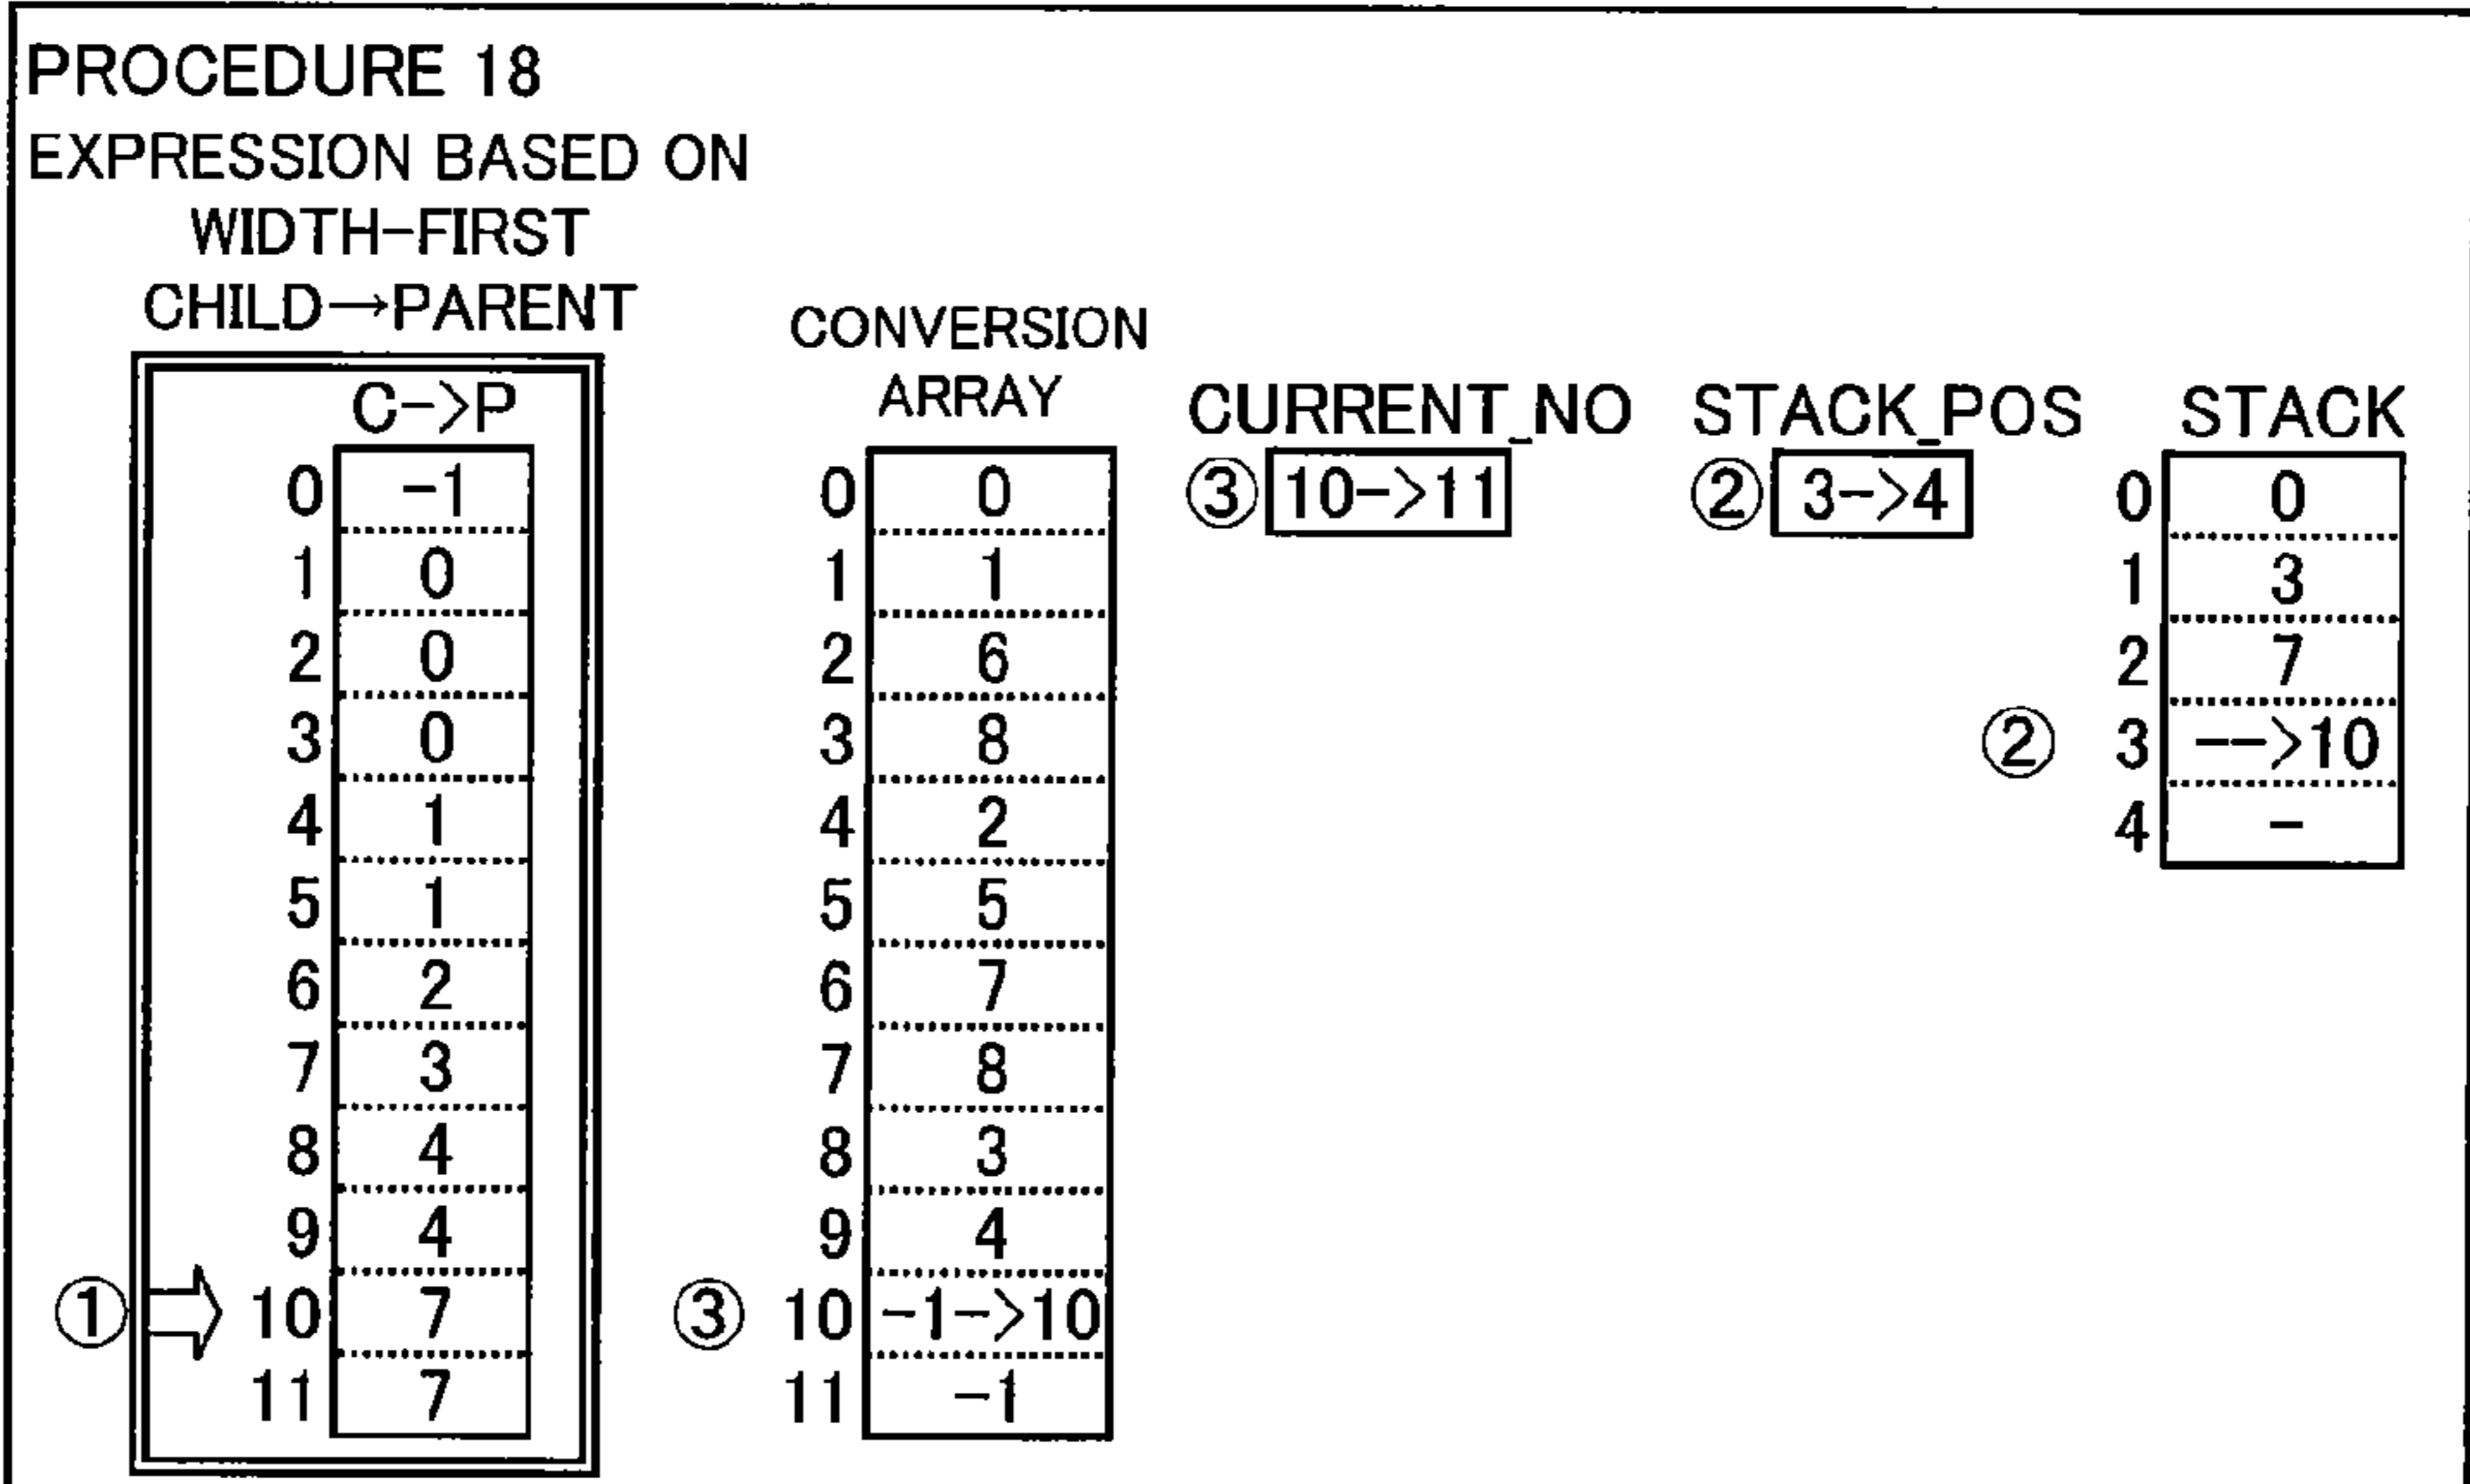 PROCEDURE 18
EXPRESSION BASED ON
WIDTH-FIRST
CHILD→PARENT
CONVERSION
ARRAY
C->P
CURRENT_NO STACK_POS STACK
0 -1 0 0 ③ 10->11 ② 3->4 0 0
1 0 1 1 1 3
2 0 2 6 2 7
3 0 3 8 ② 3 -->10
4 1 4 2 4 -
5 1 5 5
6 2 6 7
7 3 7 8
8 4 8 3
9 4 9 4
① 10 7 ③ 10 -1->10
11 7 11 -1